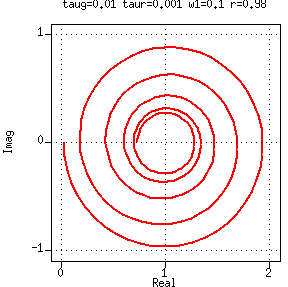 taug=0.01 taur=0.001 w1=0.1 r=0.98
1
Imag
0
-1
0 1 2
Real